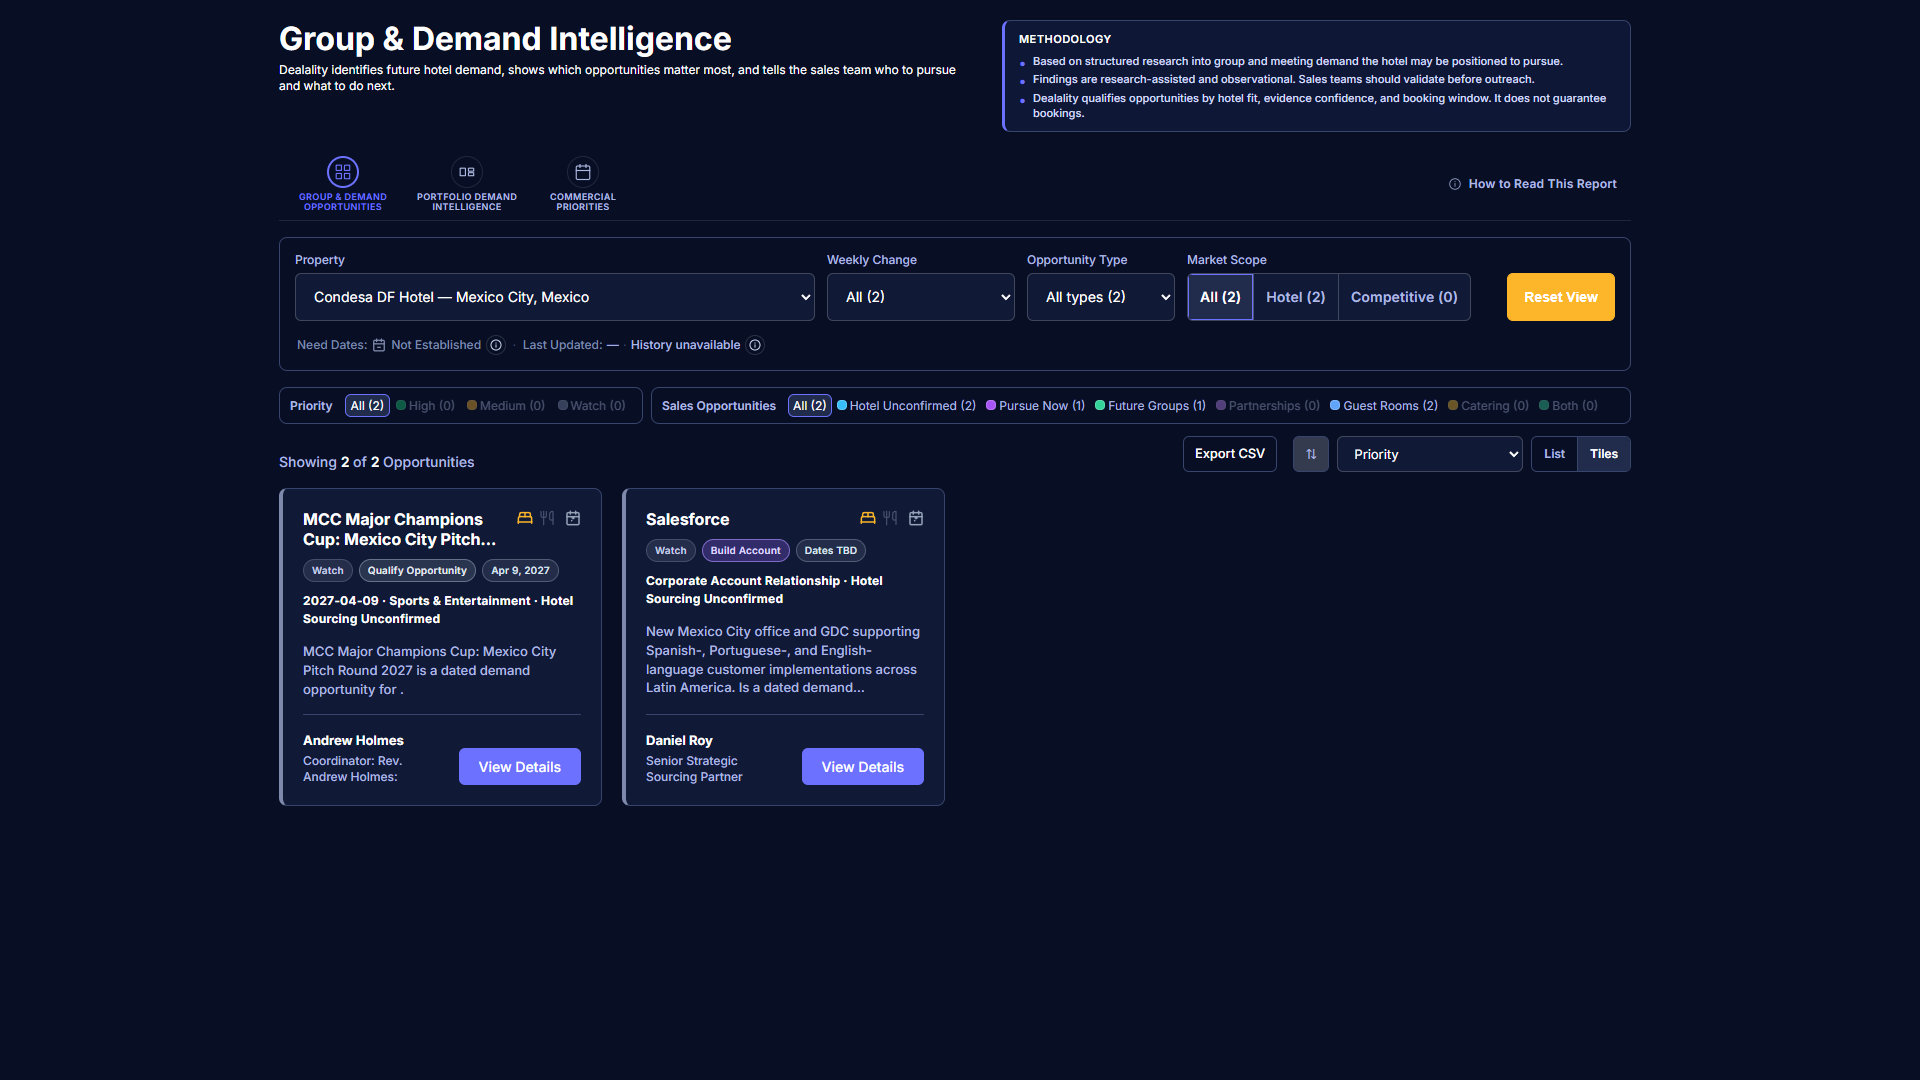 Group & Demand Intelligence
Dealality identifies future hotel demand, shows which opportunities matter most, and tells the sales team who to pursue
and what to do next.
METHODOLOGY
Based on structured research into group and meeting demand the hotel may be positioned to pursue.
Findings are research-assisted and observational. Sales teams should validate before outreach.
Dealality qualifies opportunities by hotel fit, evidence confidence, and booking window. It does not guarantee
bookings.
GROUP & DEMAND
OPPORTUNITIES
PORTFOLIO DEMAND
INTELLIGENCE
COMMERCIAL
PRIORITIES
How to Read This Report
Property
Weekly Change
Opportunity Type
Market Scope
Condesa DF Hotel — Mexico City, Mexico
All (2)
All types (2)
All (2)
Hotel (2)
Competitive (0)
Reset View
Need Dates: Not Established · Last Updated: — · History unavailable
Priority All (2) High (0) Medium (0) Watch (0)
Sales Opportunities All (2) Hotel Unconfirmed (2) Pursue Now (1) Future Groups (1) Partnerships (0) Guest Rooms (2) Catering (0) Both (0)
Showing 2 of 2 Opportunities
Export CSV
Priority
List
Tiles
MCC Major Champions
Cup: Mexico City Pitch...
Watch
Qualify Opportunity
Apr 9, 2027
2027-04-09 · Sports & Entertainment · Hotel
Sourcing Unconfirmed
MCC Major Champions Cup: Mexico City
Pitch Round 2027 is a dated demand
opportunity for .
Andrew Holmes
Coordinator: Rev.
Andrew Holmes:
View Details
Salesforce
Watch
Build Account
Dates TBD
Corporate Account Relationship · Hotel
Sourcing Unconfirmed
New Mexico City office and GDC supporting
Spanish-, Portuguese-, and English-
language customer implementations across
Latin America. Is a dated demand...
Daniel Roy
Senior Strategic
Sourcing Partner
View Details